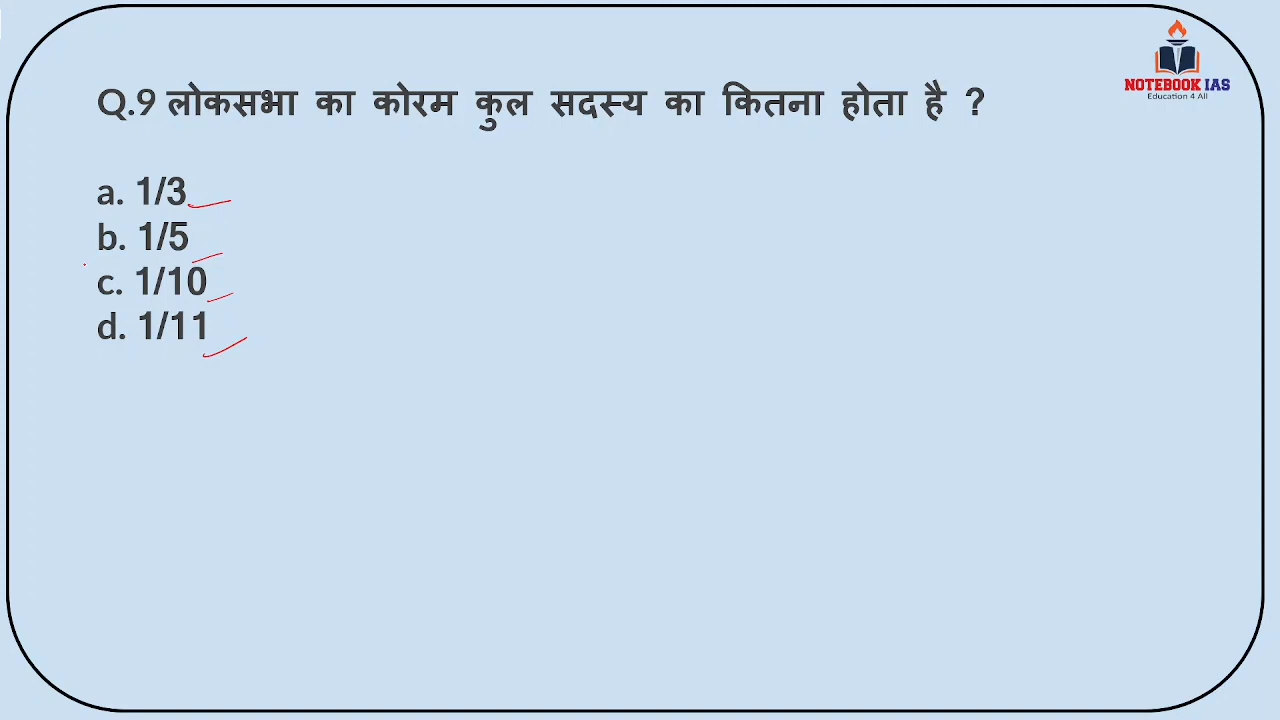 NOTEBOOK IAS
Education 4 All
Q.9 लोकसभा का कोरम कुल सदस्य का कितना होता है ?
a. 1/3
b. 1/5
c. 1/10
d. 1/11